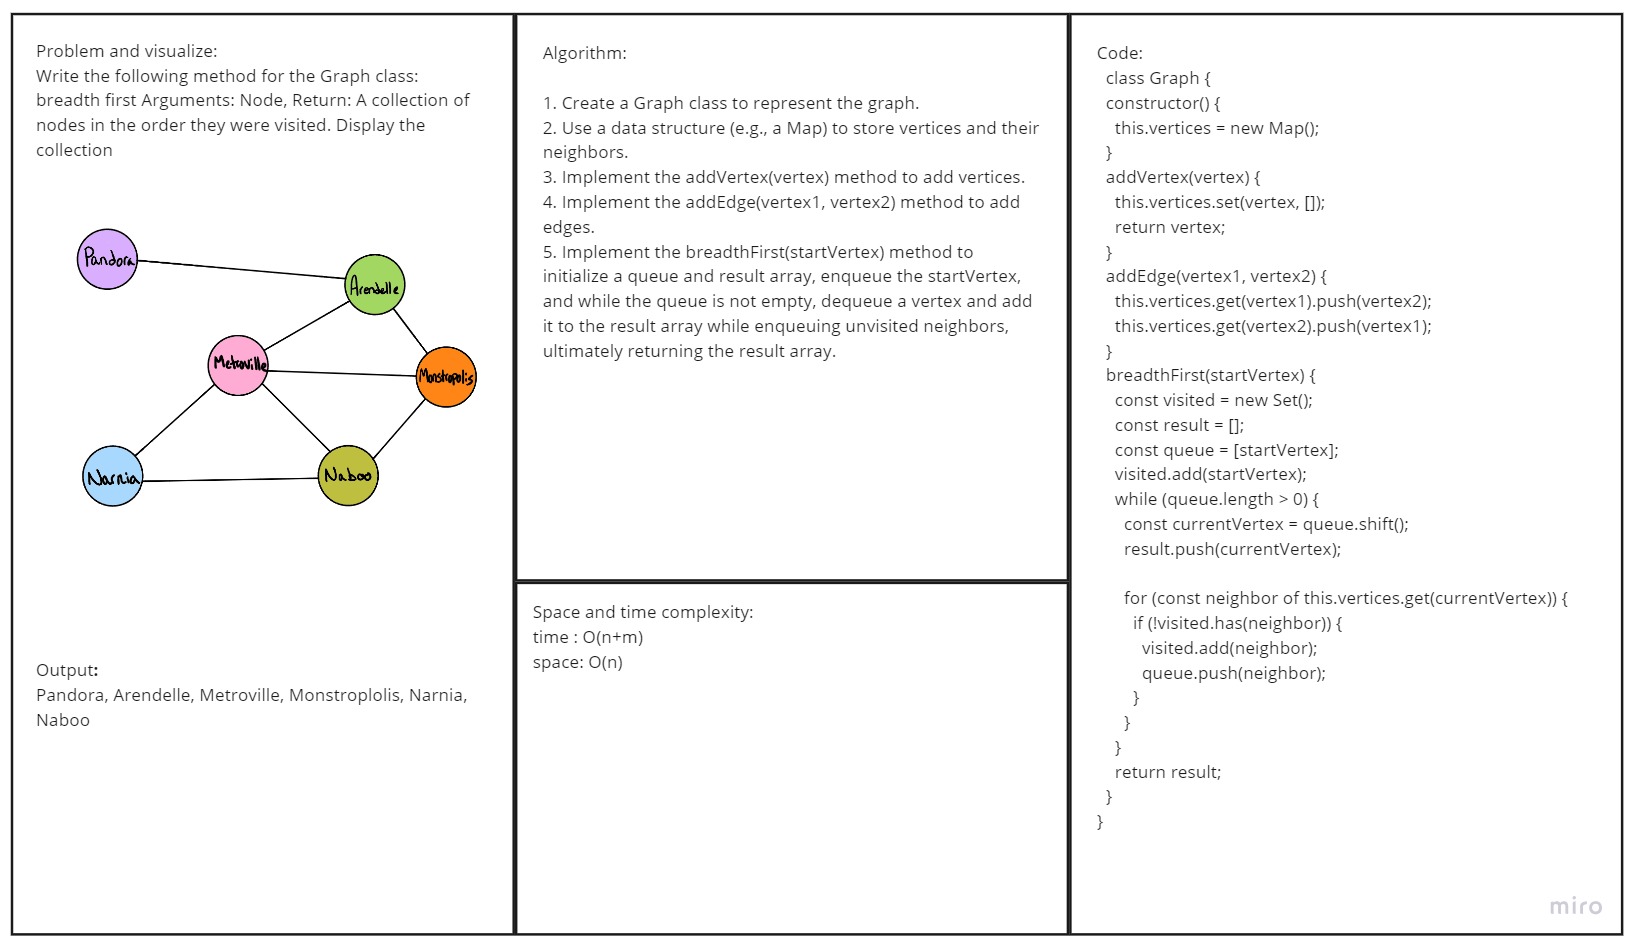 Problem and visualize:
Write the following method for the Graph class:
breadth first Arguments: Node, Return: A collection of
nodes in the order they were visited. Display the
collection
Pandora
Arendelle
Metroville
Monstropolis
Narnia
Naboo
Output:
Pandora, Arendelle, Metroville, Monstroplolis, Narnia,
Naboo
Algorithm:
1. Create a Graph class to represent the graph.
2. Use a data structure (e.g., a Map) to store vertices and their
neighbors.
3. Implement the addVertex(vertex) method to add vertices.
4. Implement the addEdge(vertex1, vertex2) method to add
edges.
5. Implement the breadthFirst(startVertex) method to
initialize a queue and result array, enqueue the startVertex,
and while the queue is not empty, dequeue a vertex and add
it to the result array while enqueuing unvisited neighbors,
ultimately returning the result array.
Space and time complexity:
time : O(n+m)
space: O(n)
Code:
class Graph {
constructor() {
this.vertices = new Map();
}
addVertex(vertex) {
this.vertices.set(vertex, []);
return vertex;
}
addEdge(vertex1, vertex2) {
this.vertices.get(vertex1).push(vertex2);
this.vertices.get(vertex2).push(vertex1);
}
breadthFirst(startVertex) {
const visited = new Set();
const result = [];
const queue = [startVertex];
visited.add(startVertex);
while (queue.length > 0) {
const currentVertex = queue.shift();
result.push(currentVertex);
for (const neighbor of this.vertices.get(currentVertex)) {
if (!visited.has(neighbor)) {
visited.add(neighbor);
queue.push(neighbor);
}
}
}
return result;
}
}
miro